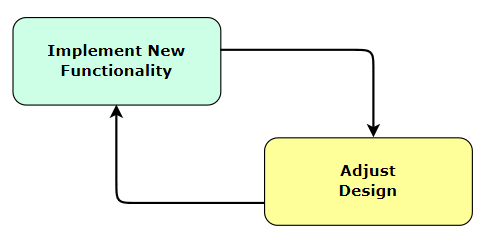 Implement New
Functionality
Adjust
Design